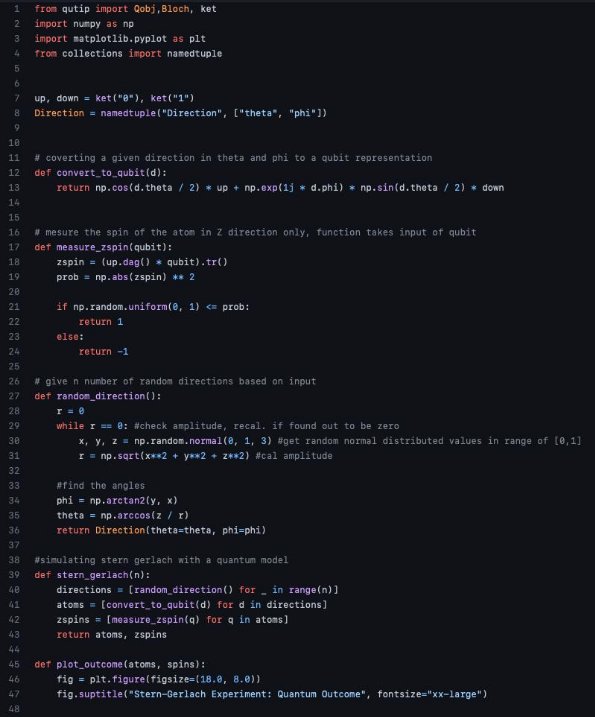 1 from qutip import Qobj,Bloch, ket
2 import numpy as np
3 import matplotlib.pyplot as plt
4 from collections import namedtuple
5
6
7 up, down = ket("0"), ket("1")
8 Direction = namedtuple("Direction", ["theta", "phi"])
9
10
11 # coverting a given direction in theta and phi to a qubit representation
12 def convert_to_qubit(d):
13     return np.cos(d.theta / 2) * up + np.exp(1j * d.phi) * np.sin(d.theta / 2) * down
14
15
16 # mesure the spin of the atom in Z direction only, function takes input of qubit
17 def measure_zspin(qubit):
18     zspin = (up.dag() * qubit).tr()
19     prob = np.abs(zspin) ** 2
20
21     if np.random.uniform(0, 1) <= prob:
22         return 1
23     else:
24         return -1
25
26 # give n number of random directions based on input
27 def random_direction():
28     r = 0
29     while r == 0: #check amplitude, recal. if found out to be zero
30         x, y, z = np.random.normal(0, 1, 3) #get random normal distributed values in range of [0,1]
31         r = np.sqrt(x**2 + y**2 + z**2) #cal amplitude
32
33     #find the angles
34     phi = np.arctan2(y, x)
35     theta = np.arccos(z / r)
36     return Direction(theta=theta, phi=phi)
37
38 #simulating stern gerlach with a quantum model
39 def stern_gerlach(n):
40     directions = [random_direction() for _ in range(n)]
41     atoms = [convert_to_qubit(d) for d in directions]
42     zspins = [measure_zspin(q) for q in atoms]
43     return atoms, zspins
44
45 def plot_outcome(atoms, spins):
46     fig = plt.figure(figsize=(18.0, 8.0))
47     fig.suptitle("Stern-Gerlach Experiment: Quantum Outcome", fontsize="xx-large")
48